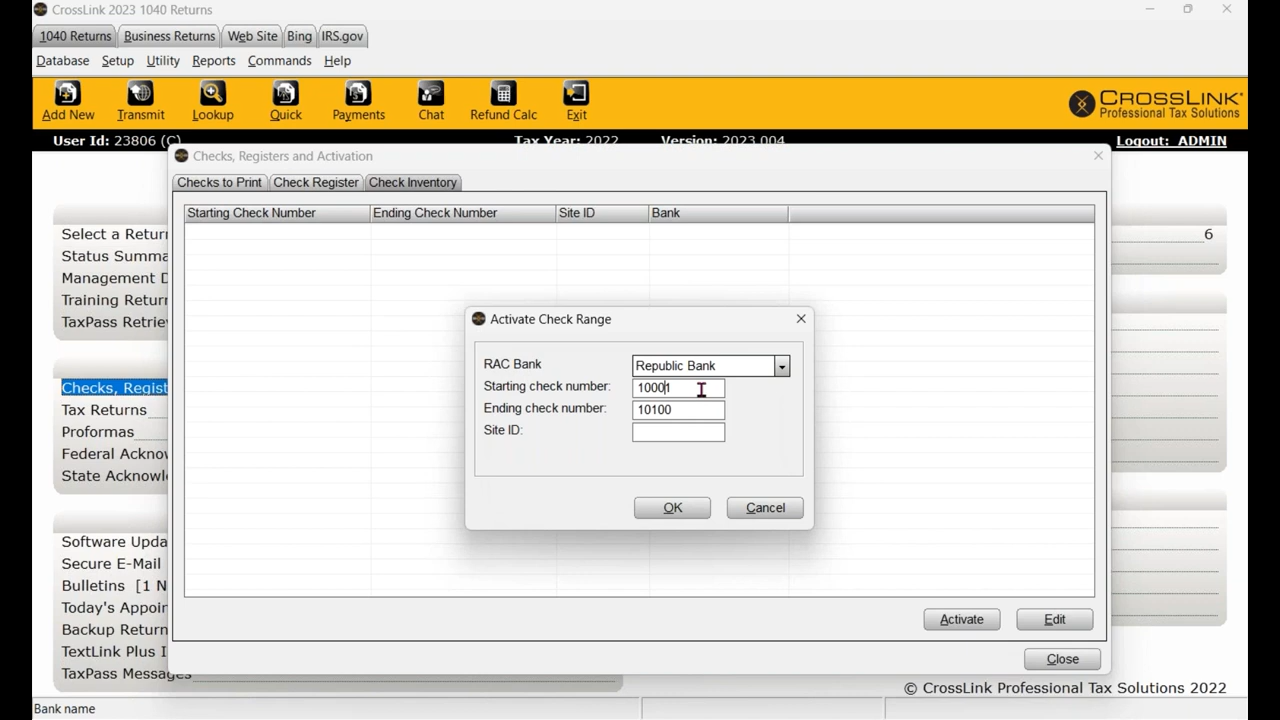 CrossLink 2023 1040 Returns
1040 Returns Business Returns Web Site Bing IRS.gov
Database Setup Utility Reports Commands Help
Add New Transmit Lookup Quick Payments Chat Refund Calc Exit
CROSSLINK
Professional Tax Solutions
User Id: 23806 (C) Tax Year: 2022 Version: 2023.004 Logout: ADMIN
Checks, Registers and Activation
Checks to Print Check Register Check Inventory
Starting Check Number Ending Check Number Site ID Bank
Select a Retur
Status Summa
Management D
Training Retur
TaxPass Retrie
6
Activate Check Range
RAC Bank Republic Bank
Starting check number: 10001
Ending check number: 10100
Site ID:
OK Cancel
Checks, Regist
Tax Returns
Proformas
Federal Ackno
State Acknowl
Software Upda
Secure E-Mail
Bulletins [1 N
Today's Appoin
Backup Return
TextLink Plus I
TaxPass Messages
Activate Edit
Close
© CrossLink Professional Tax Solutions 2022
Bank name